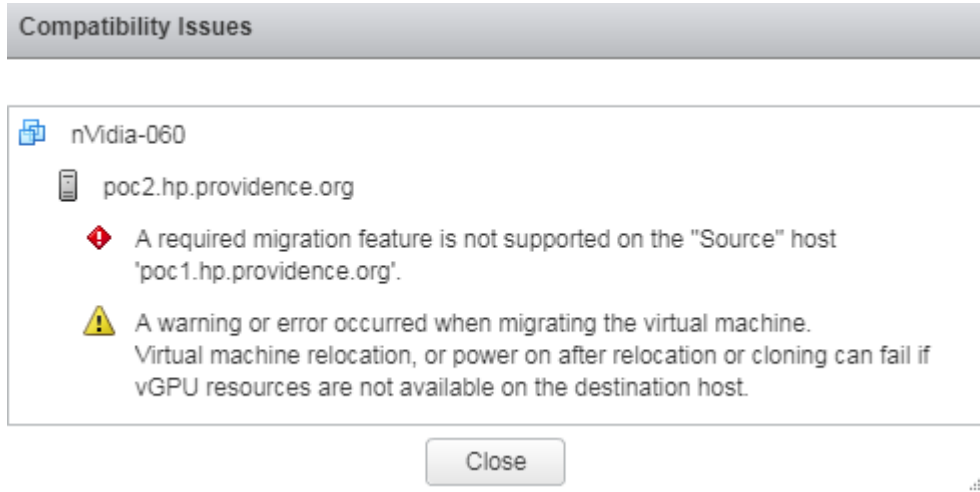 Compatibility Issues
nVidia-060
poc2.hp.providence.org
A required migration feature is not supported on the "Source" host
'poc1.hp.providence.org'.
A warning or error occurred when migrating the virtual machine.
Virtual machine relocation, or power on after relocation or cloning can fail if
vGPU resources are not available on the destination host.
Close